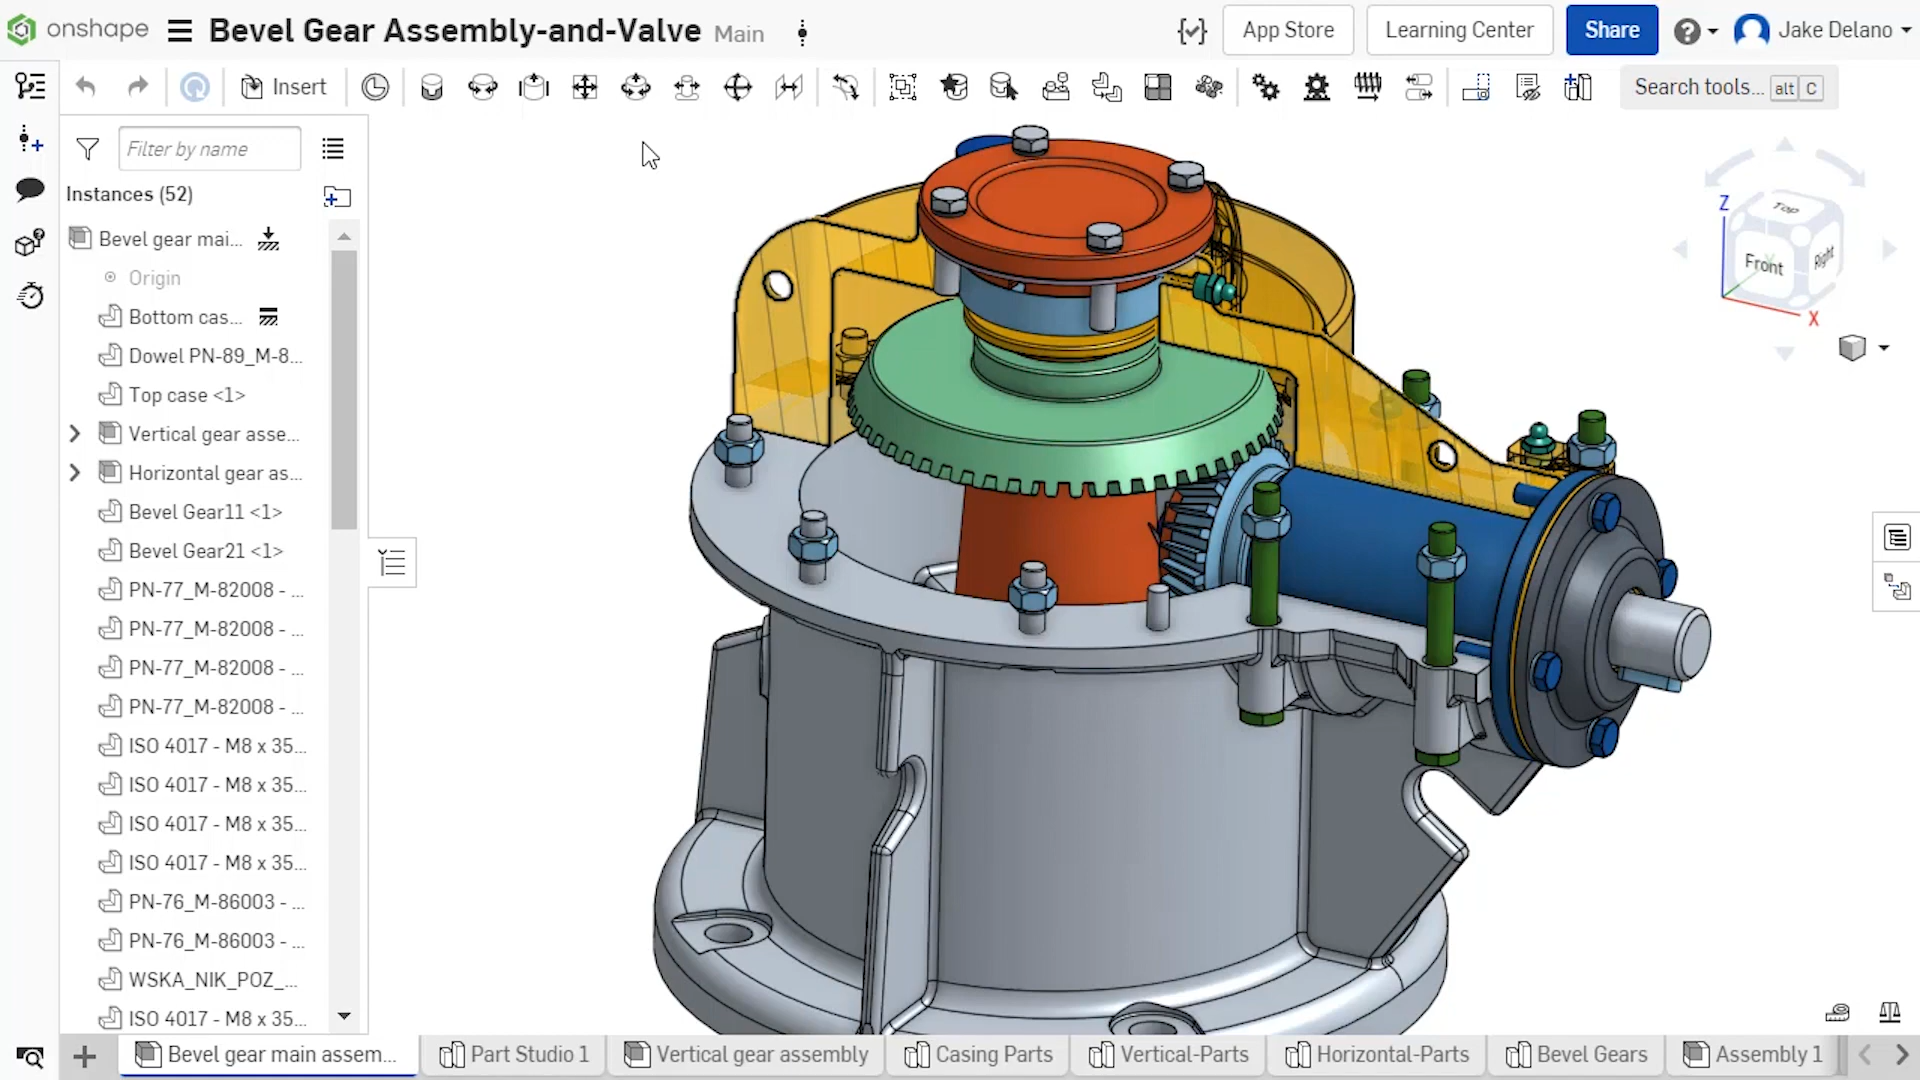 onshape
Bevel Gear Assembly-and-Valve Main
App Store
Learning Center
Share
Jake Delano
Insert
Search tools... alt C
Filter by name
Instances (52)
Bevel gear mai...
Origin
Bottom cas...
Dowel PN-89_M-8...
Top case <1>
Vertical gear asse...
Horizontal gear as...
Bevel Gear11 <1>
Bevel Gear21 <1>
PN-77_M-82008 - ...
PN-77_M-82008 - ...
PN-77_M-82008 - ...
PN-77_M-82008 - ...
ISO 4017 - M8 x 35...
ISO 4017 - M8 x 35...
ISO 4017 - M8 x 35...
ISO 4017 - M8 x 35...
PN-76_M-86003 - ...
PN-76_M-86003 - ...
WSKA_NIK_POZ_...
ISO 4017 - M8 x 35...
Z
Top
Front
Right
X
Bevel gear main assem...
Part Studio 1
Vertical gear assembly
Casing Parts
Vertical-Parts
Horizontal-Parts
Bevel Gears
Assembly 1